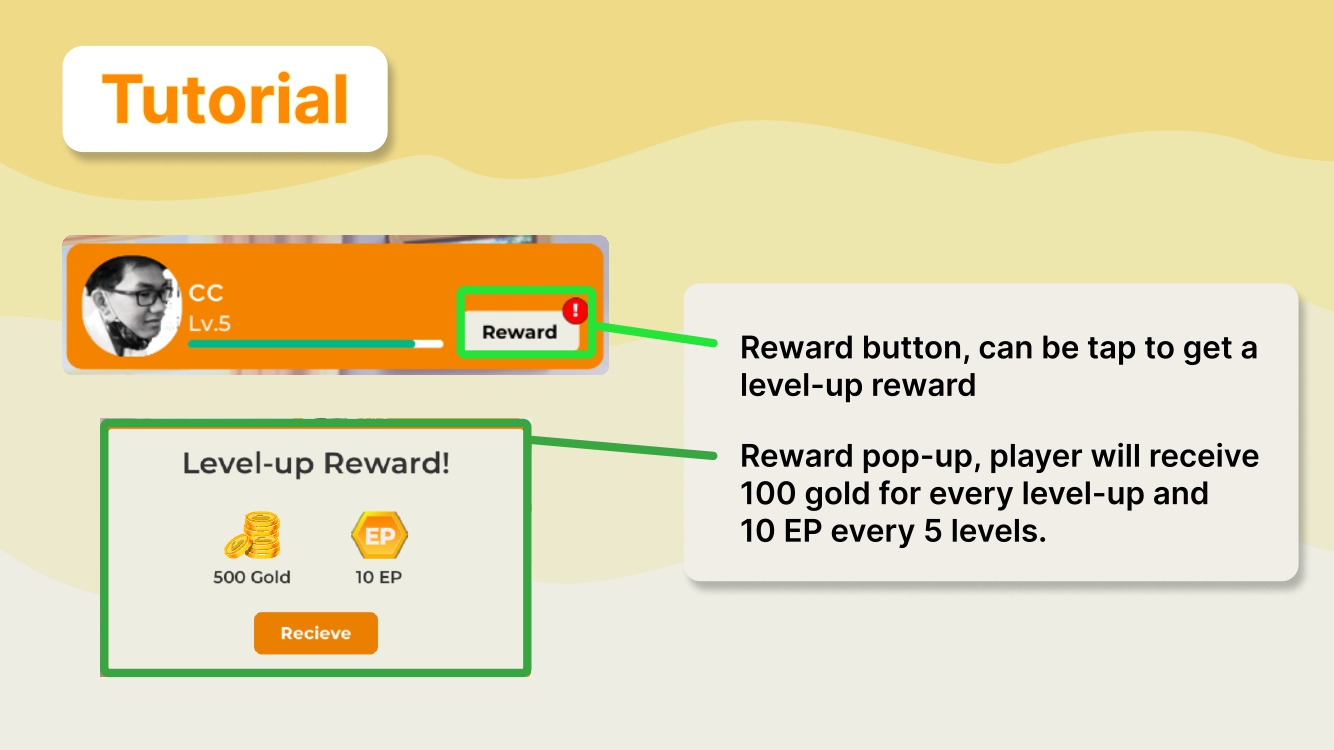 Tutorial
CC
Lv.5
Reward
!
Reward button, can be tap to get a
level-up reward
Level-up Reward!
EP
500 Gold
10 EP
Recieve
Reward pop-up, player will receive
100 gold for every level-up and
10 EP every 5 levels.